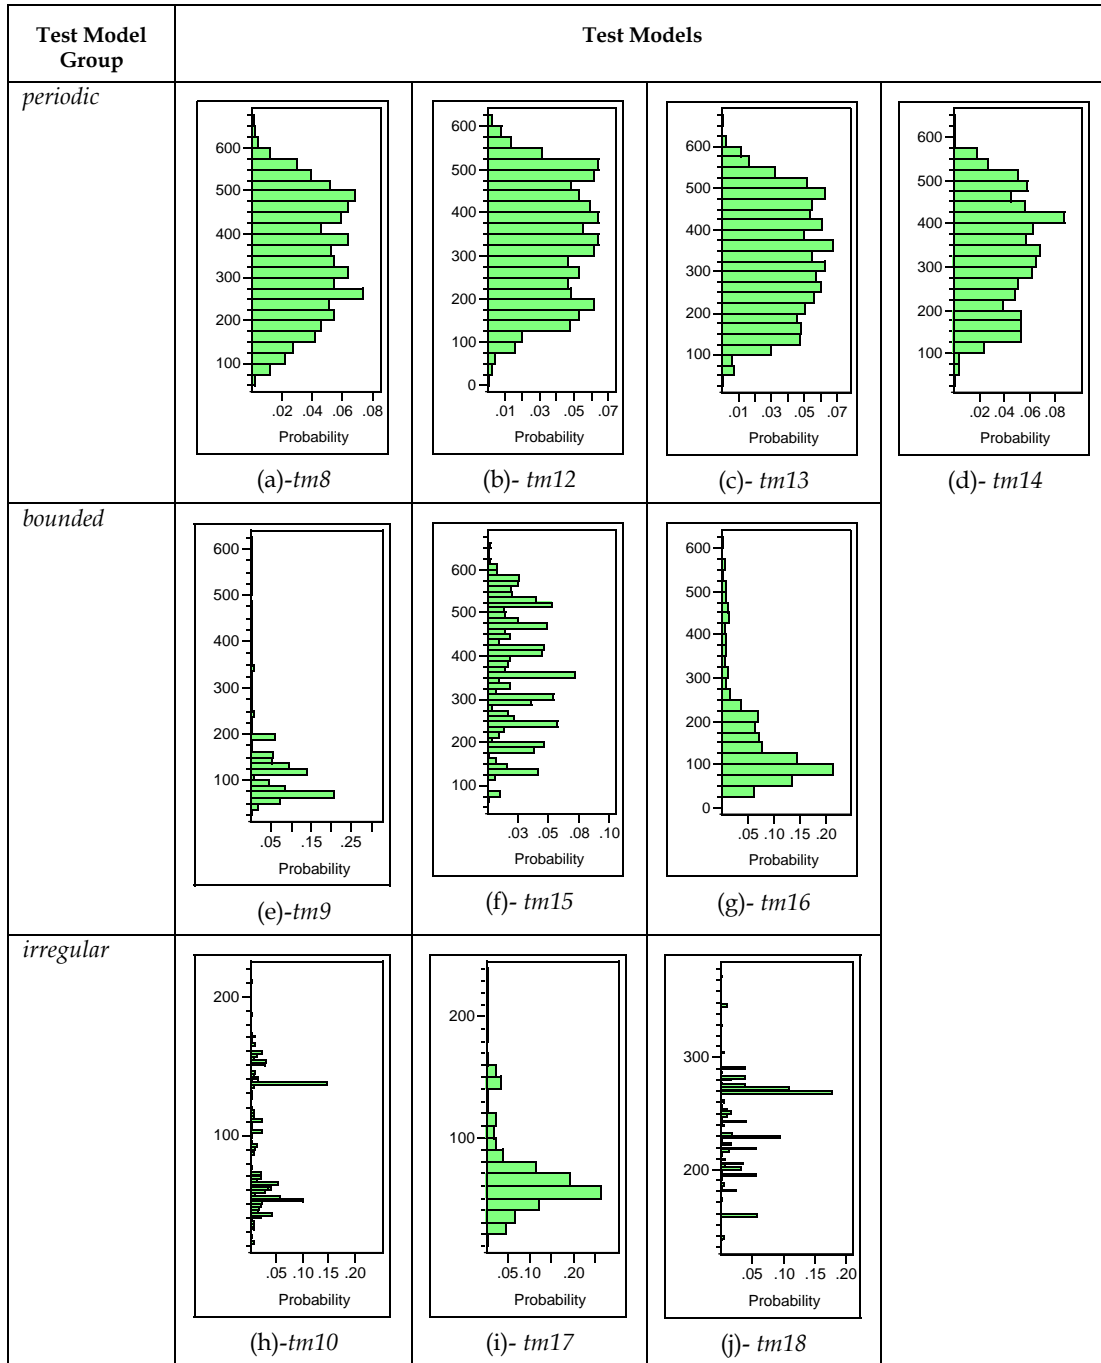 Test Model
Group
Test Models
periodic
600
500
400
300
200
100
.02 .04 .06 .08
Probability
(a)-tm8
600
500
400
300
200
100
0
.01 .03 .05 .07
Probability
(b)- tm12
600
500
400
300
200
100
.01 .03 .05 .07
Probability
(c)- tm13
600
500
400
300
200
100
.02 .04 .06 .08
Probability
(d)- tm14
bounded
600
500
400
300
200
100
.05 .15 .25
Probability
(e)-tm9
600
500
400
300
200
100
.03 .05 .08 .10
Probability
(f)- tm15
600
500
400
300
200
100
0
.05 .10 .15 .20
Probability
(g)- tm16
irregular
200
100
.05 .10 .15 .20
Probability
(h)-tm10
200
100
.05 .10 .20
Probability
(i)- tm17
300
200
.05 .10 .15 .20
Probability
(j)- tm18